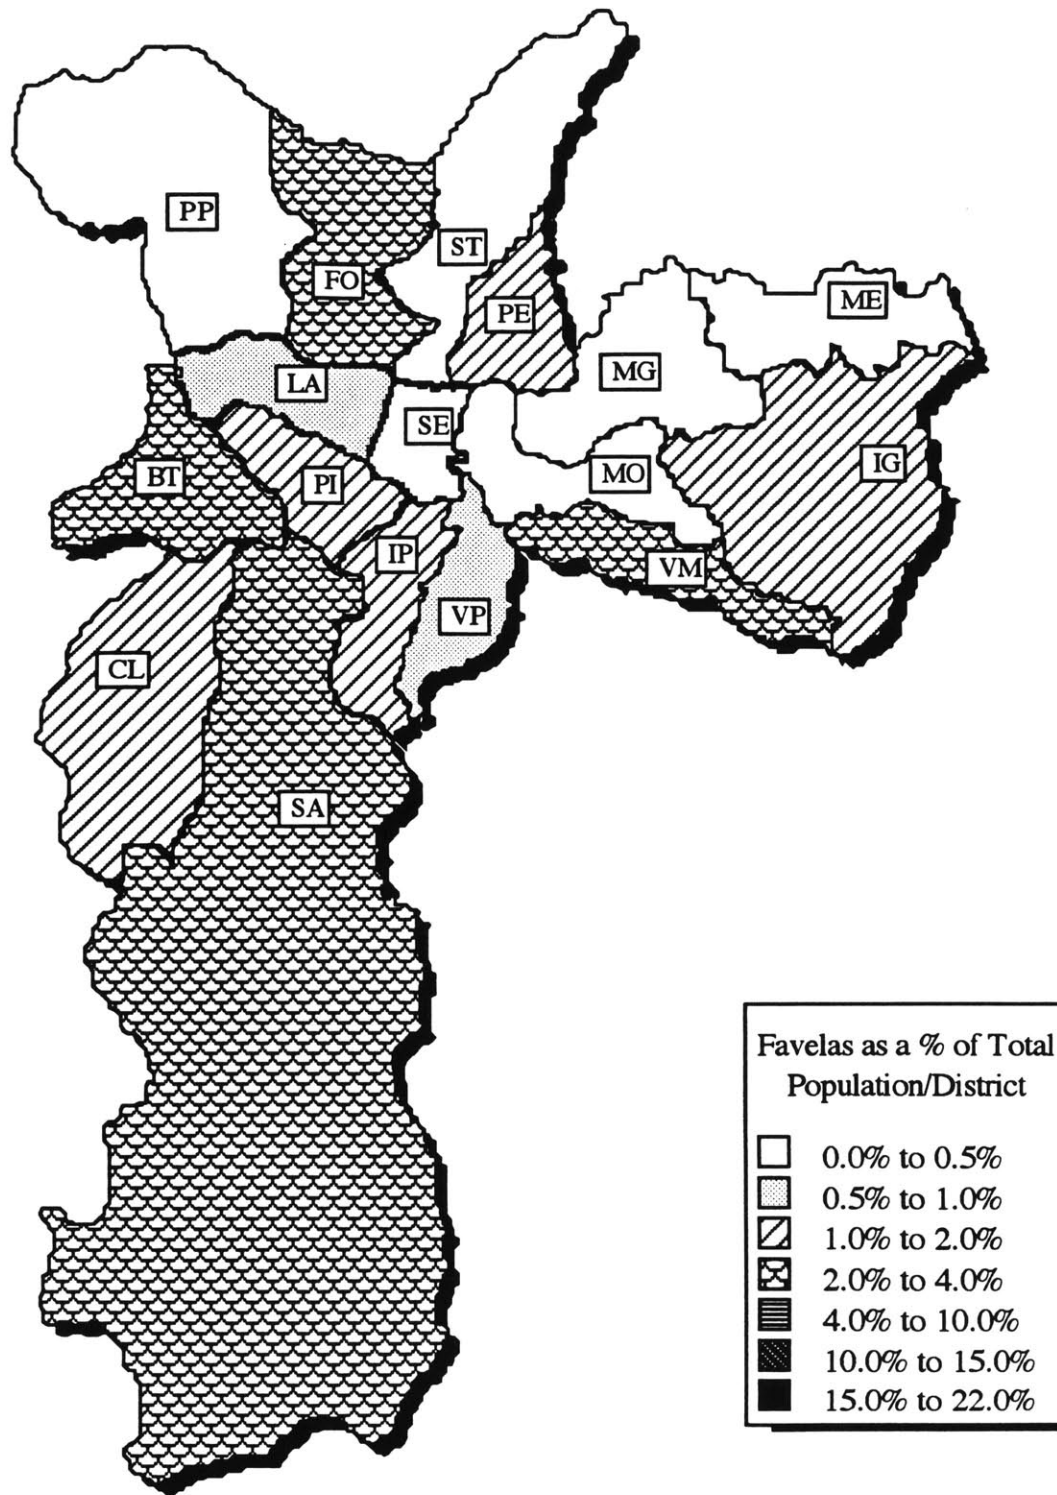 PP
ST
FO
PE
ME
MG
LA
SE
BT
PI
MO
IG
IP
VM
VP
CL
SA
Favelas as a % of Total
Population/District
0.0% to 0.5%
0.5% to 1.0%
1.0% to 2.0%
2.0% to 4.0%
4.0% to 10.0%
10.0% to 15.0%
15.0% to 22.0%